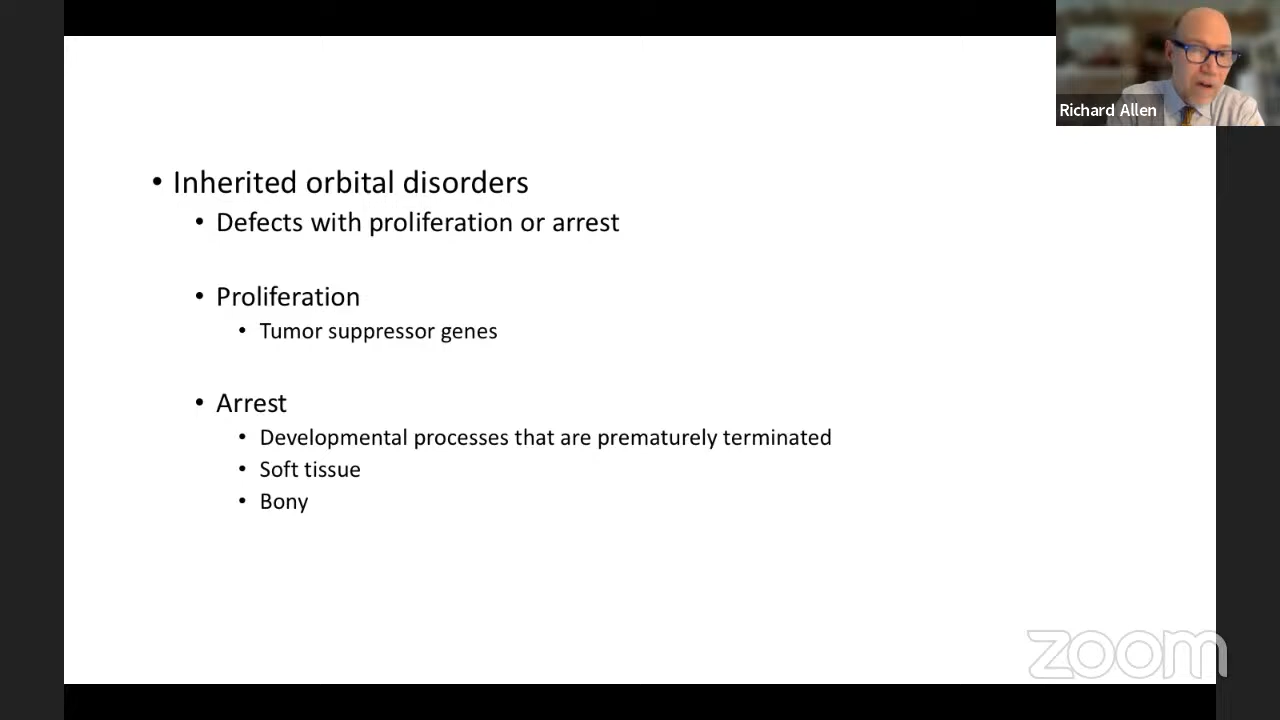 Richard Allen
• Inherited orbital disorders
• Defects with proliferation or arrest
• Proliferation
• Tumor suppressor genes
• Arrest
• Developmental processes that are prematurely terminated
• Soft tissue
• Bony
zoom